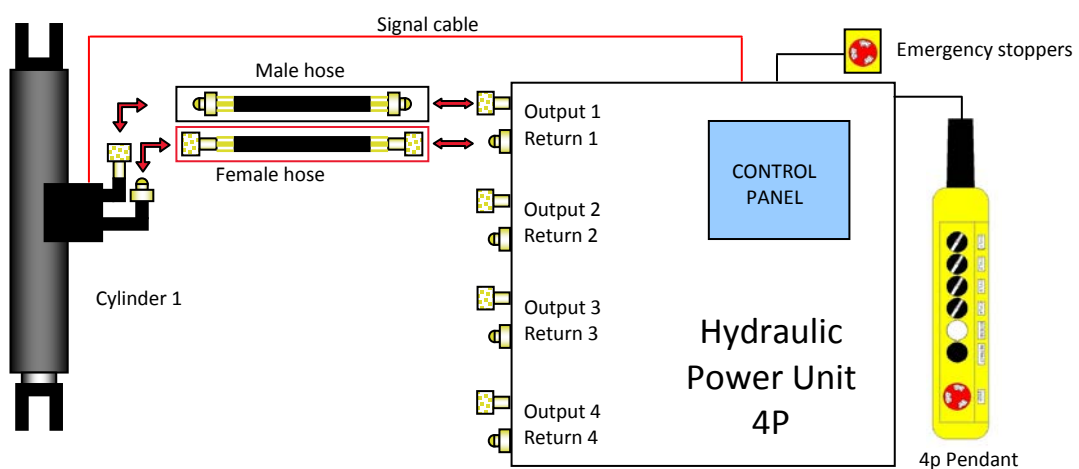 Signal cable
Emergency stoppers
Male hose
Output 1
Return 1
Female hose
CONTROL
PANEL
Output 2
Return 2
Cylinder 1
Output 3
Return 3
Hydraulic
Power Unit
4P
Output 4
Return 4
4p Pendant